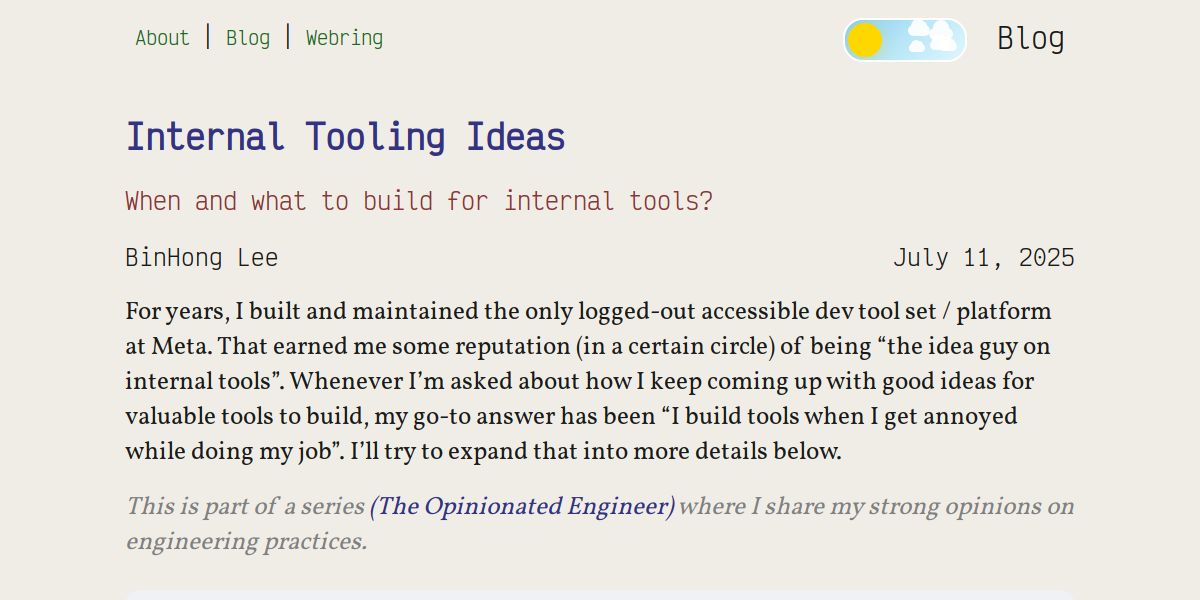 About | Blog | Webring
Blog
Internal Tooling Ideas
When and what to build for internal tools?
BinHong Lee
July 11, 2025
For years, I built and maintained the only logged-out accessible dev tool set / platform
at Meta. That earned me some reputation (in a certain circle) of being “the idea guy on
internal tools”. Whenever I’m asked about how I keep coming up with good ideas for
valuable tools to build, my go-to answer has been “I build tools when I get annoyed
while doing my job”. I’ll try to expand that into more details below.
This is part of a series (The Opinionated Engineer) where I share my strong opinions on
engineering practices.